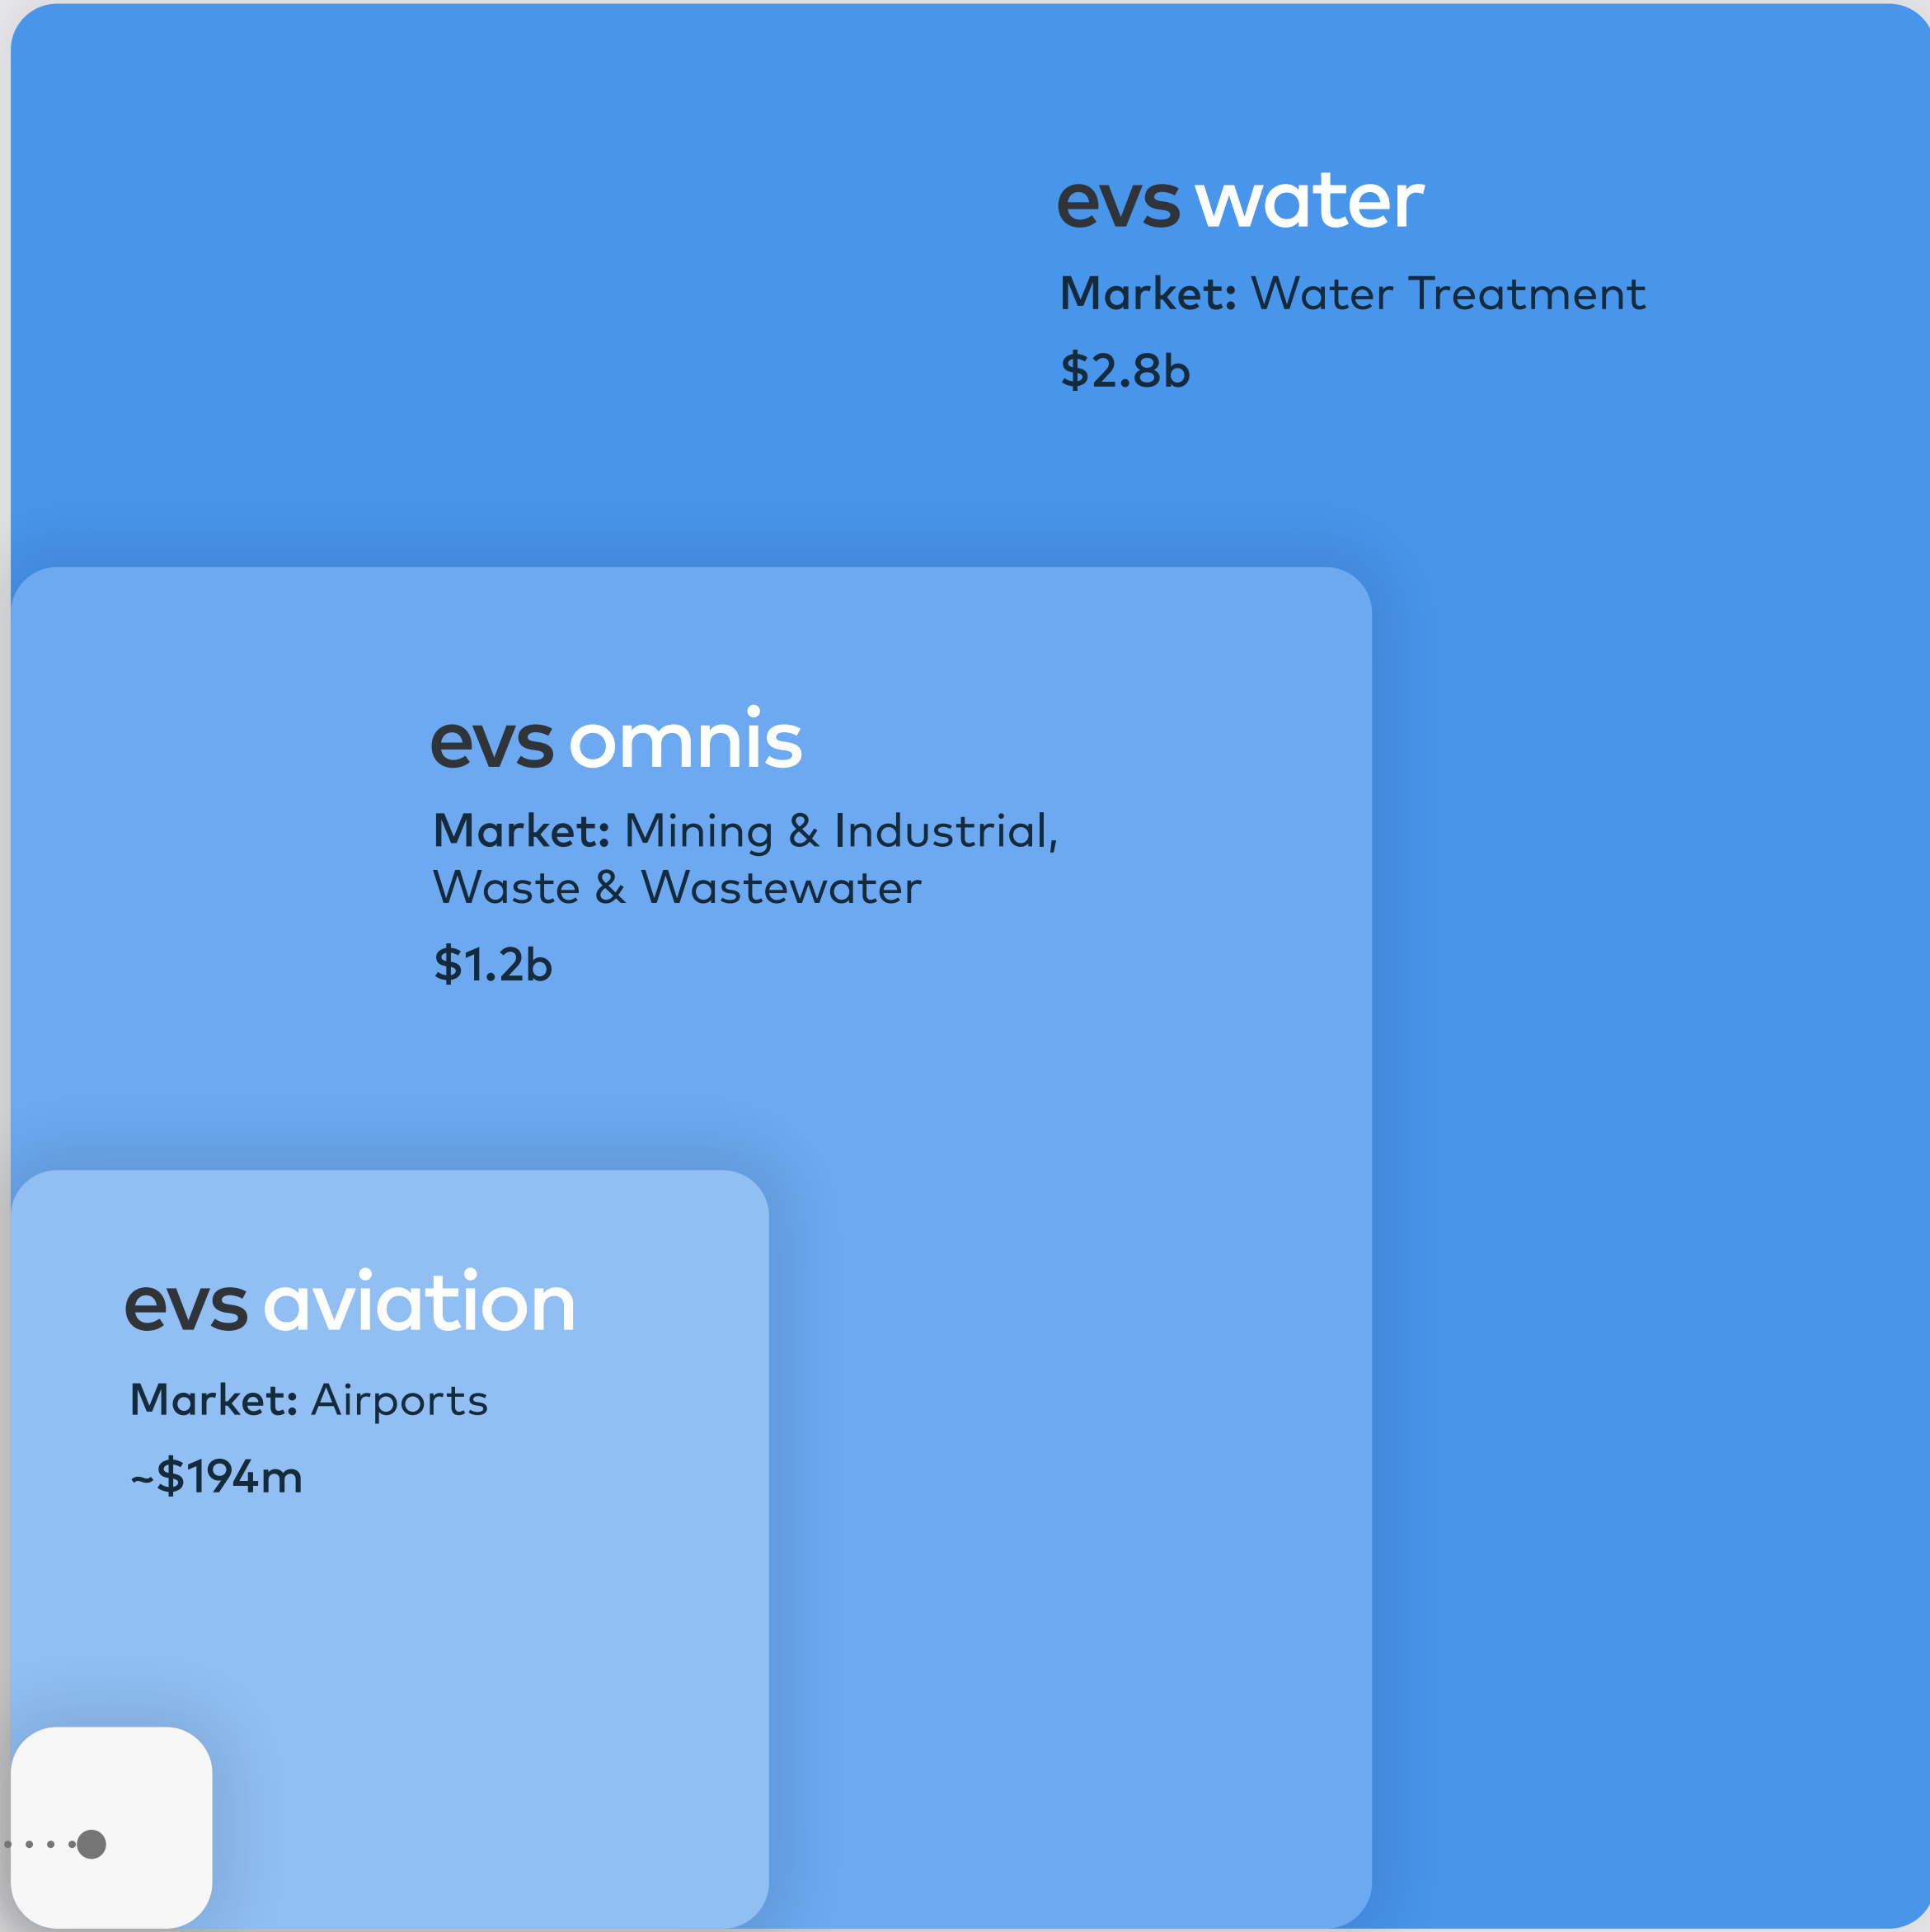 evs water
Market: Water Treatment
$2.8b
evs omnis
Market: Mining & Industrial,
Waste & Wastewater
$1.2b
evs aviation
Market: Airports
~$194m